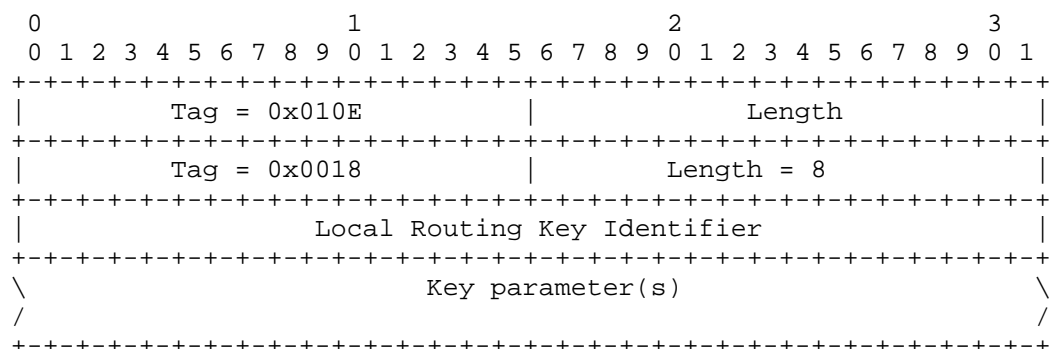 0                   1                   2                   3
 0 1 2 3 4 5 6 7 8 9 0 1 2 3 4 5 6 7 8 9 0 1 2 3 4 5 6 7 8 9 0 1
+-+-+-+-+-+-+-+-+-+-+-+-+-+-+-+-+-+-+-+-+-+-+-+-+-+-+-+-+-+-+-+-+
|         Tag = 0x010E          |             Length            |
+-+-+-+-+-+-+-+-+-+-+-+-+-+-+-+-+-+-+-+-+-+-+-+-+-+-+-+-+-+-+-+-+
|         Tag = 0x0018          |        Length = 8             |
+-+-+-+-+-+-+-+-+-+-+-+-+-+-+-+-+-+-+-+-+-+-+-+-+-+-+-+-+-+-+-+-+
|                  Local Routing Key Identifier                 |
+-+-+-+-+-+-+-+-+-+-+-+-+-+-+-+-+-+-+-+-+-+-+-+-+-+-+-+-+-+-+-+-+
\                         Key parameter(s)                      \
/                                                               /
+-+-+-+-+-+-+-+-+-+-+-+-+-+-+-+-+-+-+-+-+-+-+-+-+-+-+-+-+-+-+-+-+